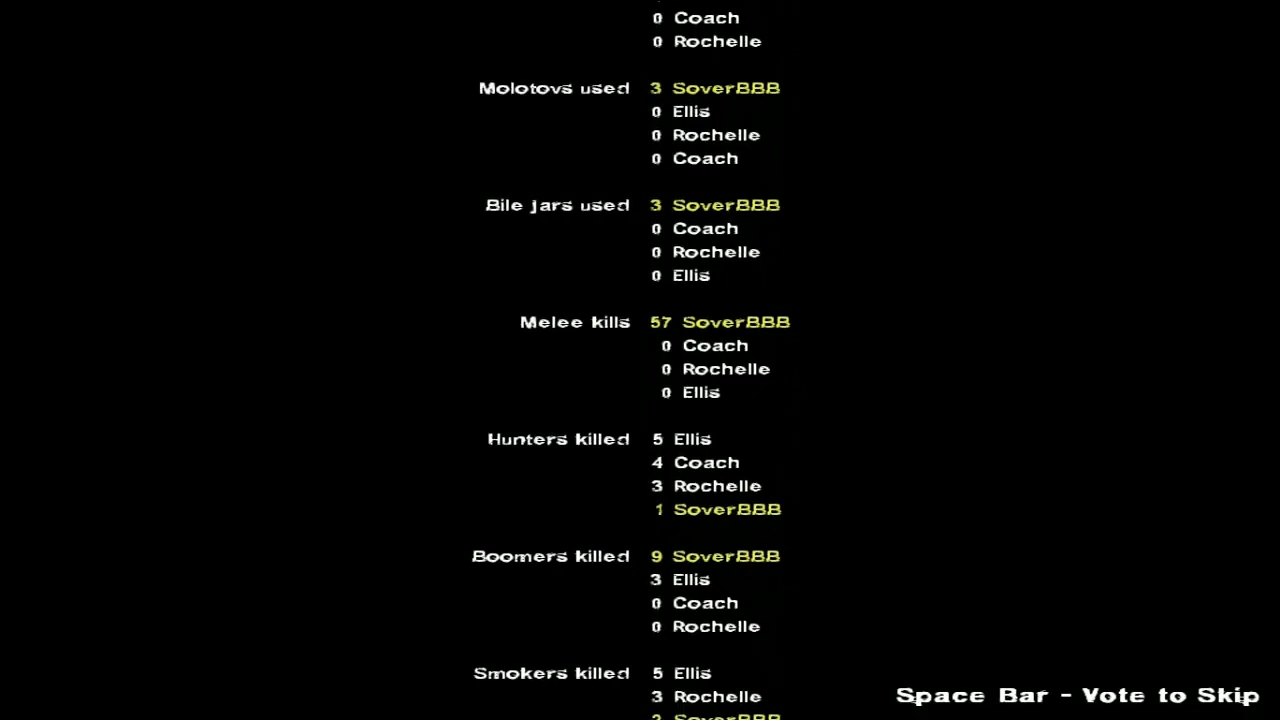 0 Coach
0 Rochelle
Molotovs used 3 SoverBBB
0 Ellis
0 Rochelle
0 Coach
Bile jars used 3 SoverBBB
0 Coach
0 Rochelle
0 Ellis
Melee kills 57 SoverBBB
0 Coach
0 Rochelle
0 Ellis
Hunters killed 5 Ellis
4 Coach
3 Rochelle
1 SoverBBB
Boomers killed 9 SoverBBB
3 Ellis
0 Coach
0 Rochelle
Smokers killed 5 Ellis
3 Rochelle
Space Bar - Vote to Skip
2 SoverBBB